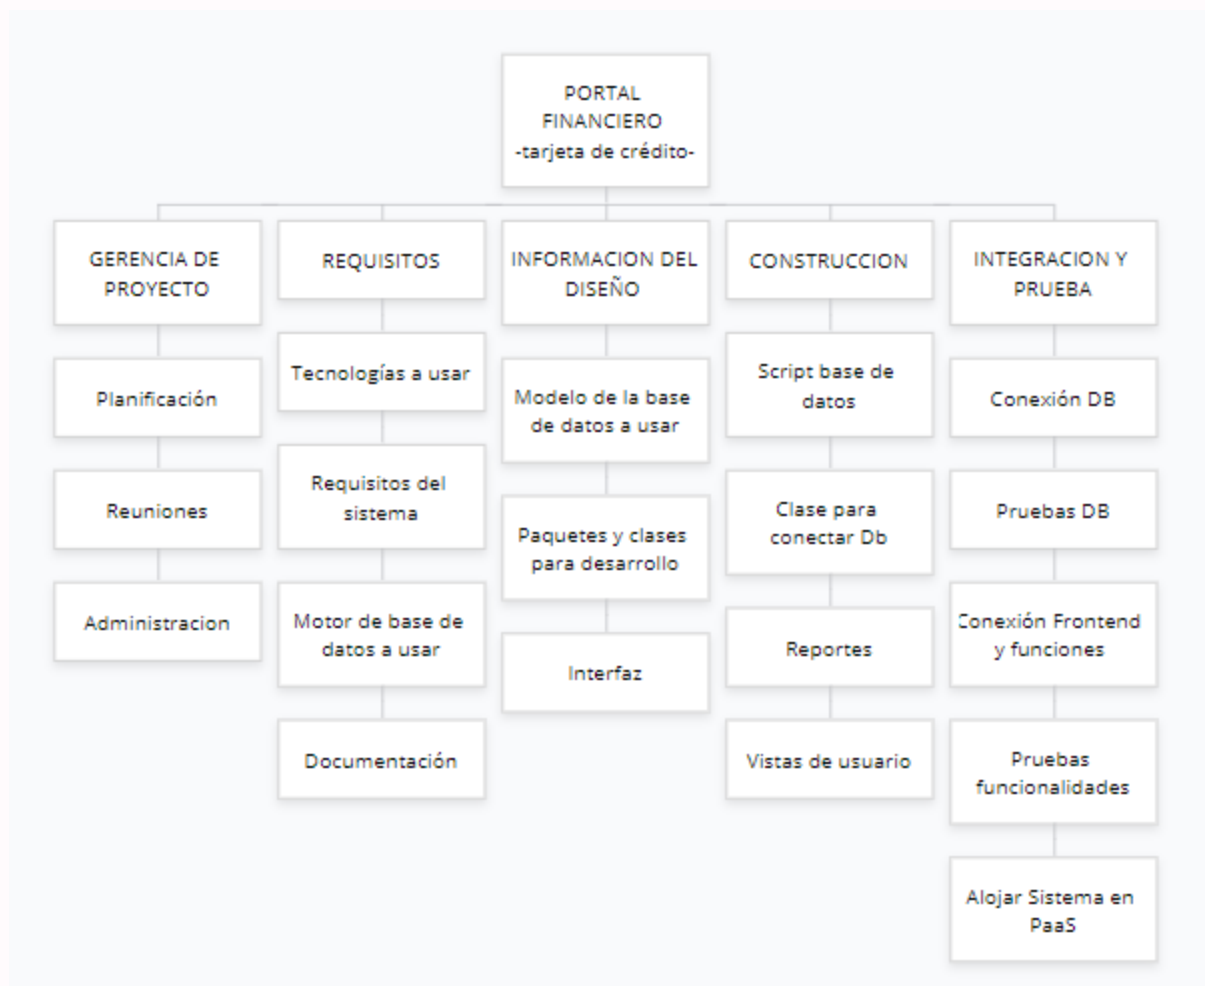 PORTAL
FINANCIERO
-tarjeta de crédito-
GERENCIA DE
PROYECTO
Planificación
Reuniones
Administracion
REQUISITOS
Tecnologías a usar
Requisitos del
sistema
Motor de base de
datos a usar
Documentación
INFORMACION DEL
DISEÑO
Modelo de la base
de datos a usar
Paquetes y clases
para desarrollo
Interfaz
CONSTRUCCION
Script base de
datos
Clase para
conectar Db
Reportes
Vistas de usuario
INTEGRACION Y
PRUEBA
Conexión DB
Pruebas DB
Conexión Frontend
y funciones
Pruebas
funcionalidades
Alojar Sistema en
PaaS